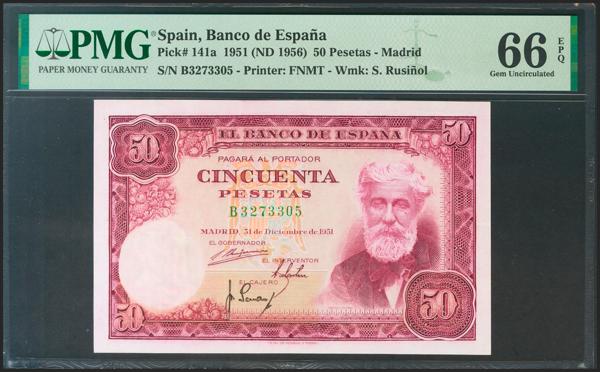 PMG
PAPER MONEY GUARANTY
Spain, Banco de España
Pick# 141a 1951 (ND 1956) 50 Pesetas - Madrid
S/N B3273305 - Printer: FNMT - Wmk: S. Rusiñol
66 EPQ
Gem Uncirculated
50
EL BANCO DE ESPAÑA
50
PAGARÁ AL PORTADOR
CINCUENTA
PESETAS
B3273305
MADRID, 31 de Diciembre de 1951
EL GOBERNADOR
EL INTERVENTOR
EL CAJERO
50
50